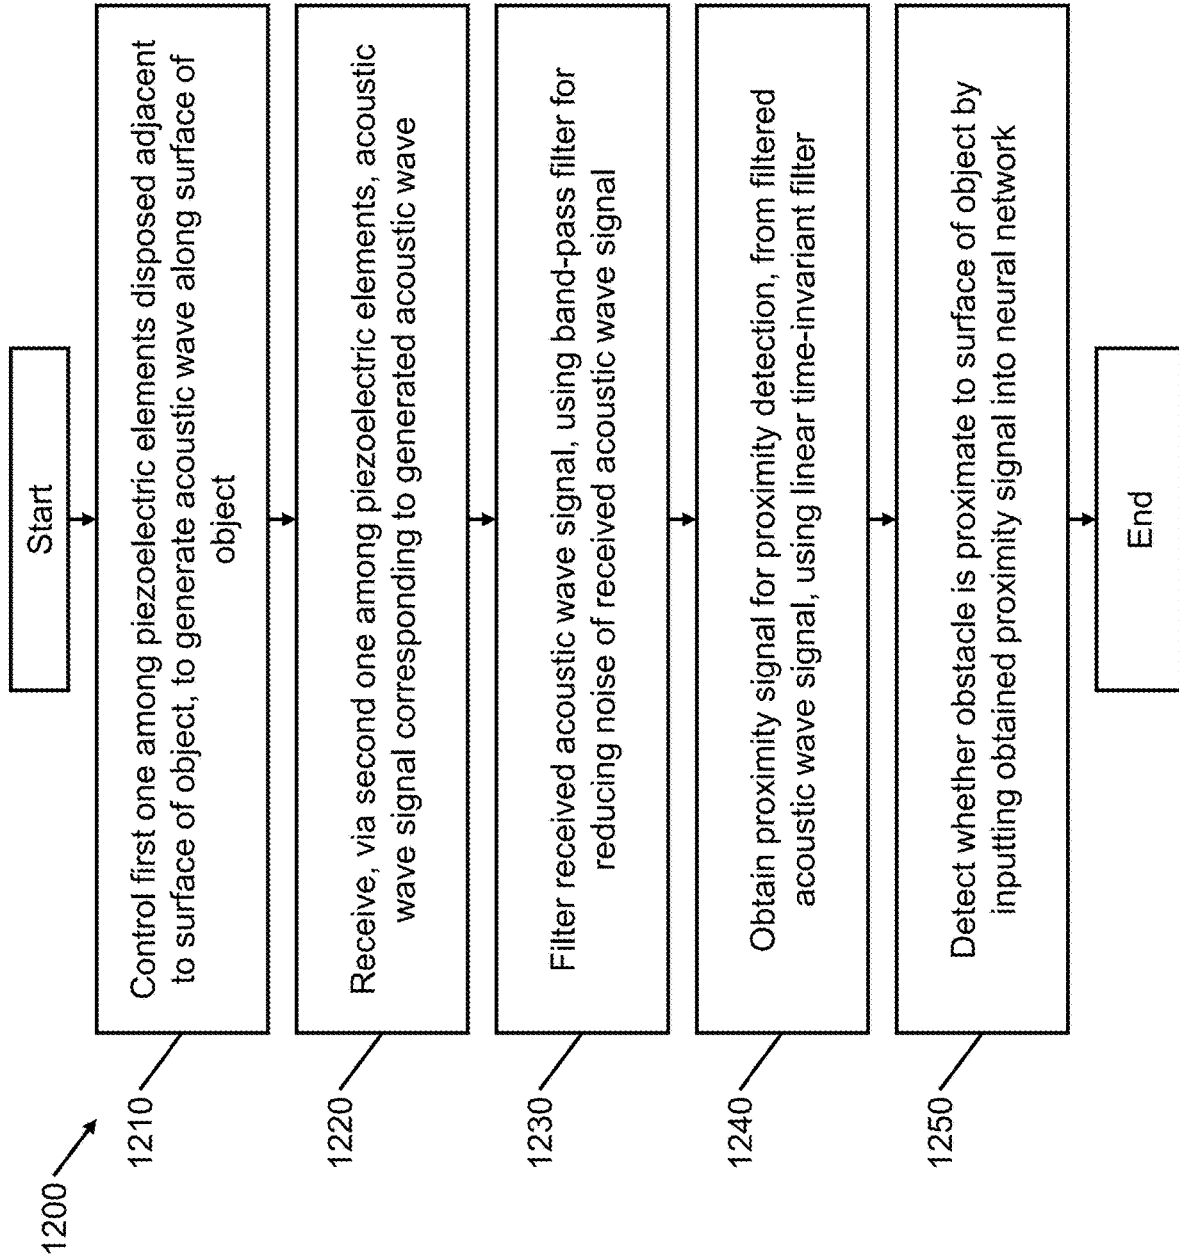 1200
Start
1210
Control first one among piezoelectric elements disposed adjacent
to surface of object, to generate acoustic wave along surface of
object
1220
Receive, via second one among piezoelectric elements, acoustic
wave signal corresponding to generated acoustic wave
1230
Filter received acoustic wave signal, using band-pass filter for
reducing noise of received acoustic wave signal
1240
Obtain proximity signal for proximity detection, from filtered
acoustic wave signal, using linear time-invariant filter
1250
Detect whether obstacle is proximate to surface of object by
inputting obtained proximity signal into neural network
End